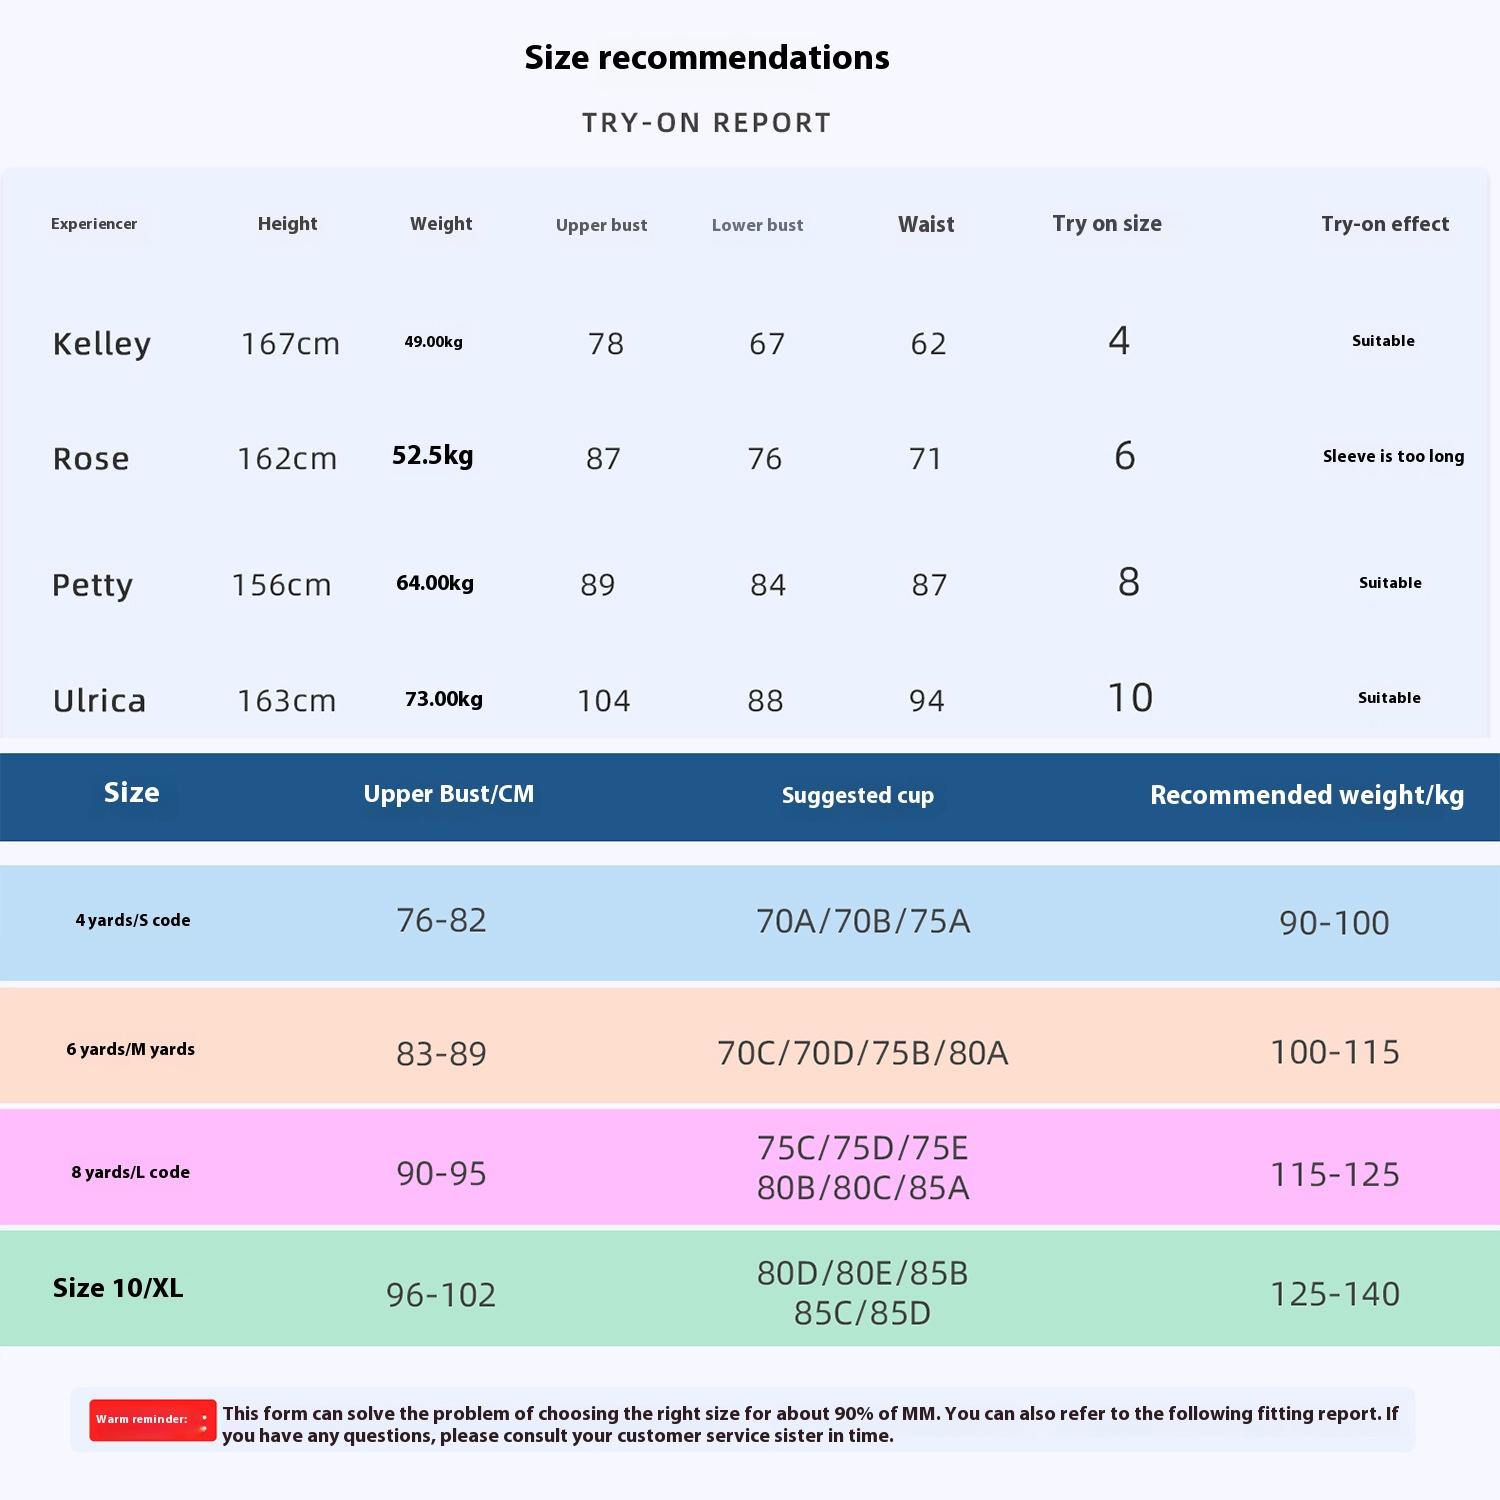 Size recommendations
TRY-ON REPORT
Experiencer Height Weight Upper bust Lower bust Waist Try on size Try-on effect
Kelley 167cm 49.00kg 78 67 62 4 Suitable
Rose 162cm 52.5kg 87 76 71 6 Sleeve is too long
Petty 156cm 64.00kg 89 84 87 8 Suitable
Ulrica 163cm 73.00kg 104 88 94 10 Suitable
Size Upper Bust/CM Suggested cup Recommended weight/kg
4 yards/S code 76-82 70A/70B/75A 90-100
6 yards/M yards 83-89 70C/70D/75B/80A 100-115
8 yards/L code 90-95 75C/75D/75E 115-125
80B/80C/85A
Size 10/XL 96-102 80D/80E/85B 125-140
85C/85D
Warm reminder: : This form can solve the problem of choosing the right size for about 90% of MM. You can also refer to the following fitting report. If
you have any questions, please consult your customer service sister in time.